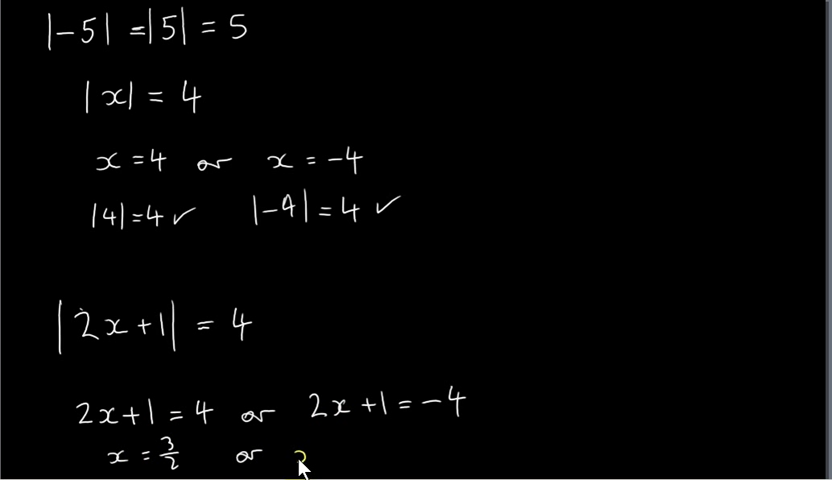 |-5| = |5| = 5
|x| = 4
x = 4 or x = -4
|4| = 4 ✓ |-4| = 4 ✓
|2x+1| = 4
2x+1 = 4 or 2x+1 = -4
x = 3/2 or